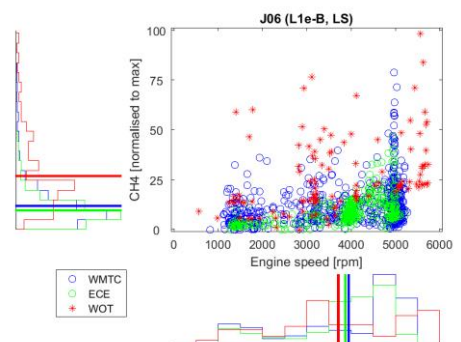 J06 (L1e-B, LS)
CH4 [normalised to max]
100
75
50
25
0
0 1000 2000 3000 4000 5000 6000
Engine speed [rpm]
WMTC
ECE
WOT